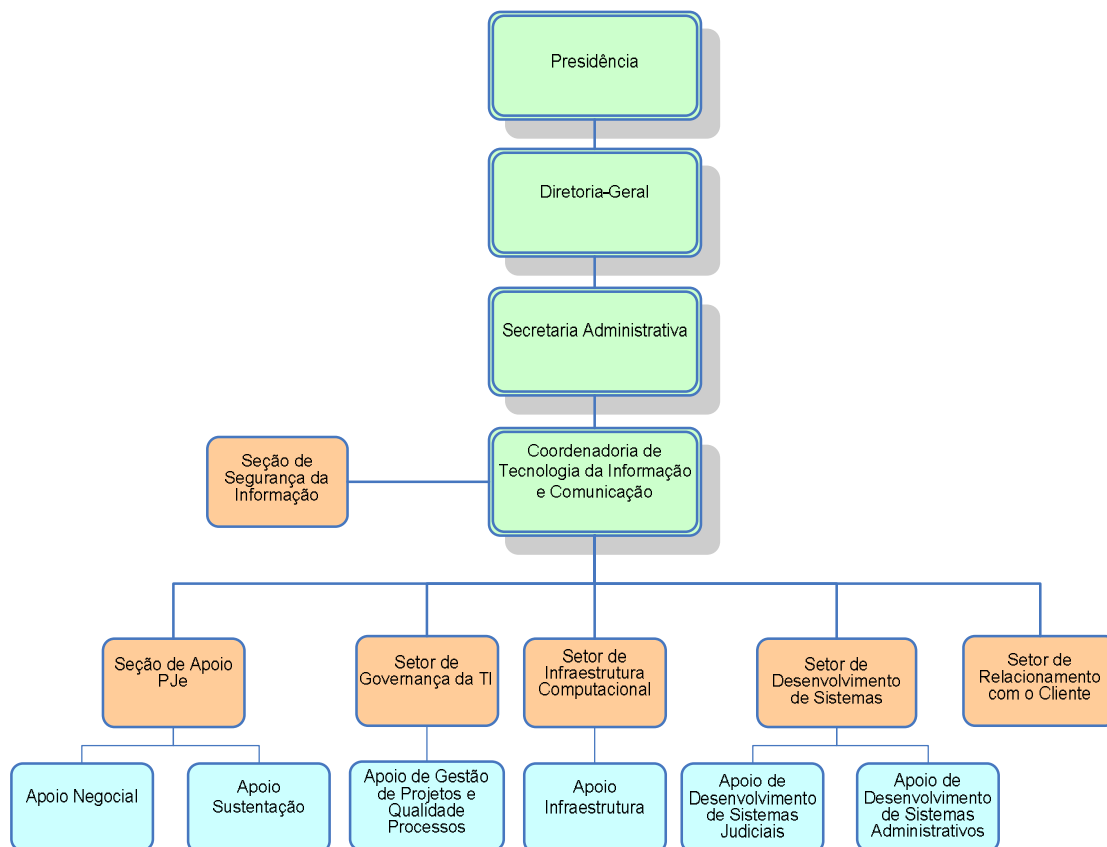 Presidência
Diretoria-Geral
Secretaria Administrativa
Coordenadoria de
Tecnologia da Informação
e Comunicação
Seção de
Segurança da
Informação
Seção de Apoio
PJe
Setor de
Governança da TI
Setor de
Infraestrutura
Computacional
Setor de
Desenvolvimento
de Sistemas
Setor de
Relacionamento
com o Cliente
Apoio Negocial
Apoio
Sustentação
Apoio de Gestão
de Projetos e
Qualidade
Processos
Apoio
Infraestrutura
Apoio de
Desenvolvimento
de Sistemas
Judiciais
Apoio de
Desenvolvimento
de Sistemas
Administrativos